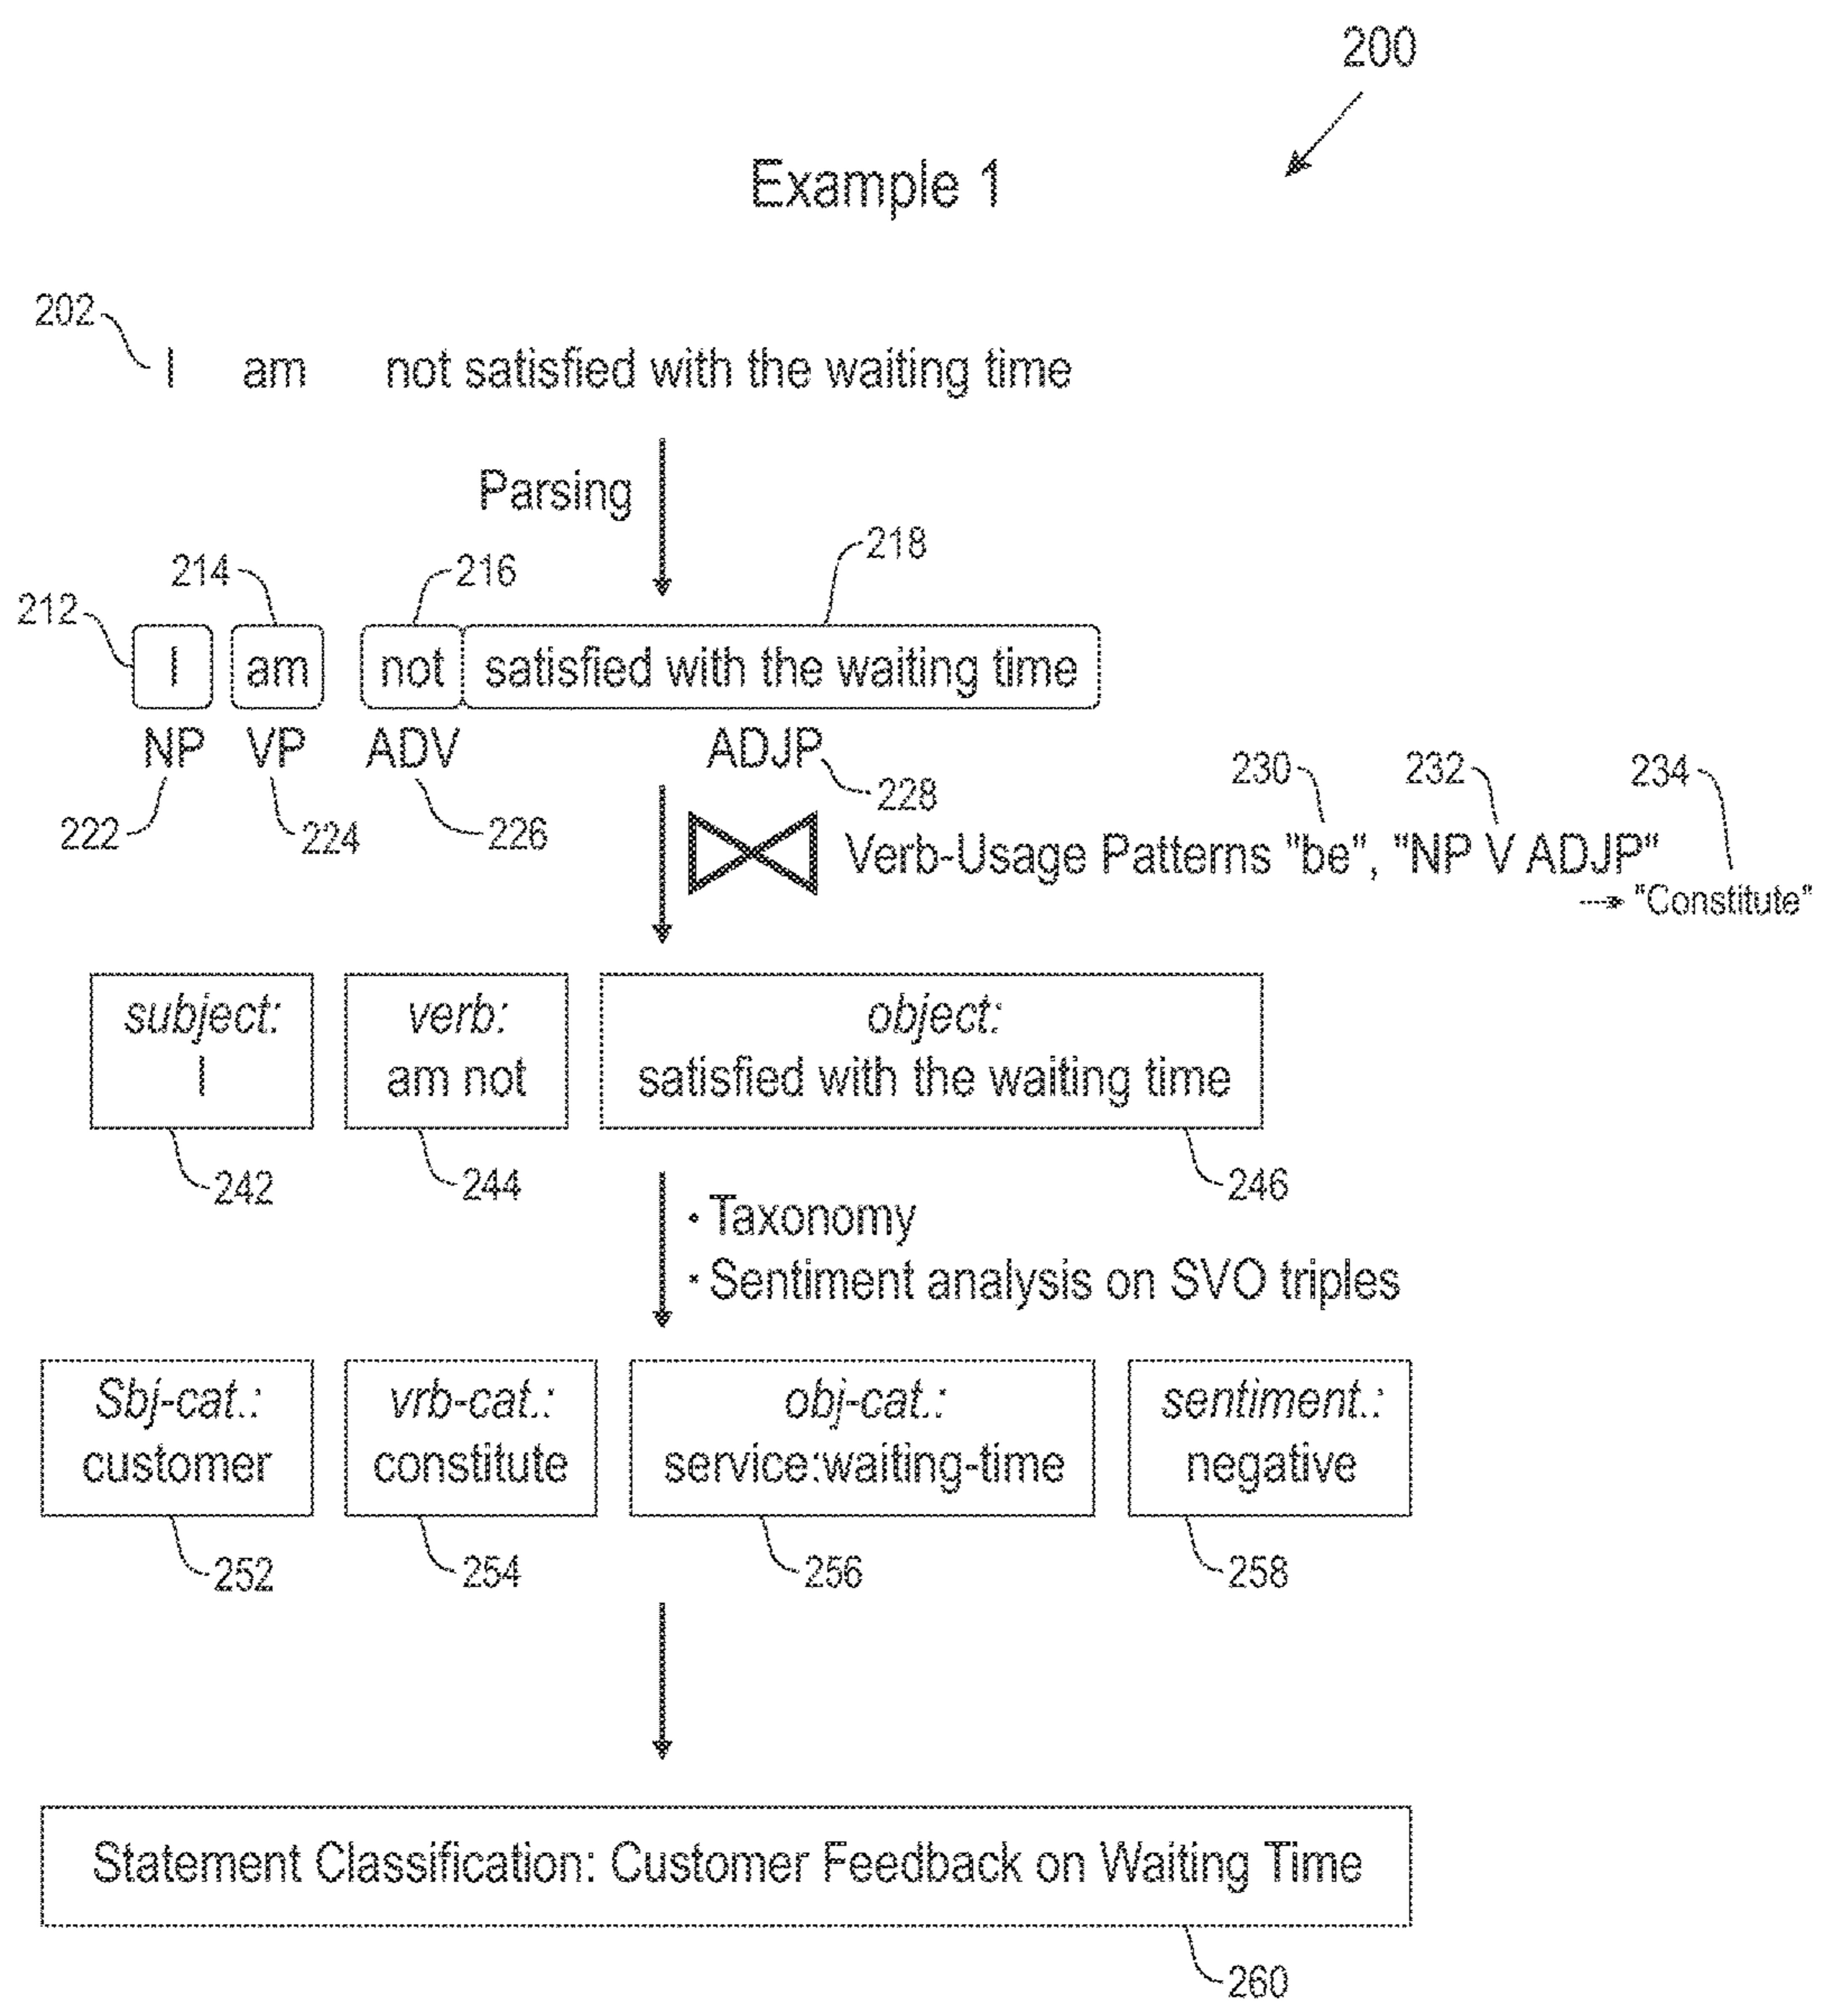 200
Example 1
202
I am not satisfied with the waiting time
Parsing
218
214
216
212
I am not satisfied with the waiting time
NP VP ADV ADJP
230 232 234
228
222 224 226
Verb-Usage Patterns "be", "NP V ADJP"
"Constitute"
subject: verb: object:
I am not satisfied with the waiting time
242 244 246
· Taxonomy
· Sentiment analysis on SVO triples
Sbj-cat.: vrb-cat.: obj-cat.: sentiment.:
customer constitute service:waiting-time negative
252 254 256 258
Statement Classification: Customer Feedback on Waiting Time
260